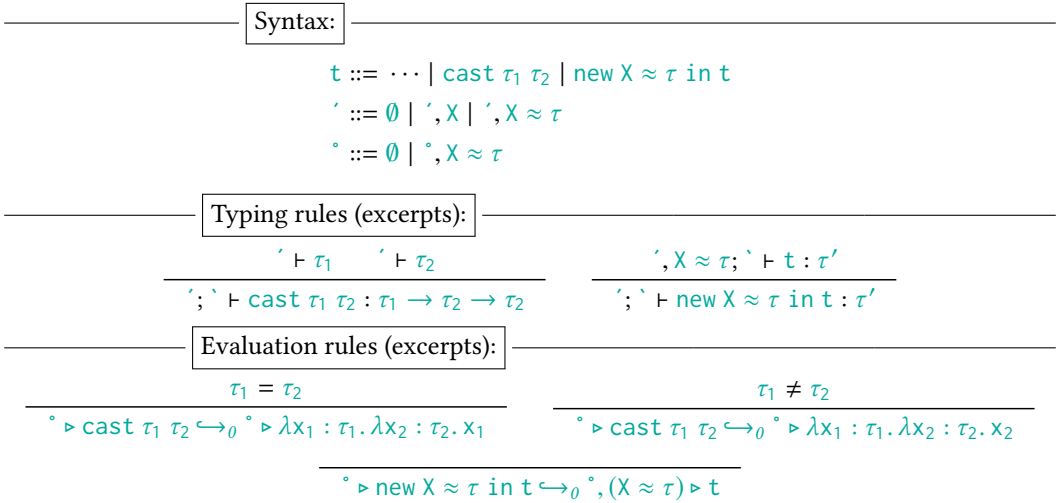 Syntax:
t ::= ··· | cast τ₁ τ₂ | new X ≈ τ in t
´ ::= ∅ | ´, X | ´, X ≈ τ
˚ ::= ∅ | ˚, X ≈ τ
Typing rules (excerpts):
´ ⊢ τ₁ ´ ⊢ τ₂ ´, X ≈ τ; ` ⊢ t : τ′
´; ` ⊢ cast τ₁ τ₂ : τ₁ → τ₂ → τ₂ ´; ` ⊢ new X ≈ τ in t : τ′
Evaluation rules (excerpts):
τ₁ = τ₂ τ₁ ≠ τ₂
˚ ▹ cast τ₁ τ₂ ↪₀ ˚ ▹ λx₁ : τ₁. λx₂ : τ₂. x₁ ˚ ▹ cast τ₁ τ₂ ↪₀ ˚ ▹ λx₁ : τ₁. λx₂ : τ₂. x₂
˚ ▹ new X ≈ τ in t ↪₀ ˚, (X ≈ τ) ▹ t